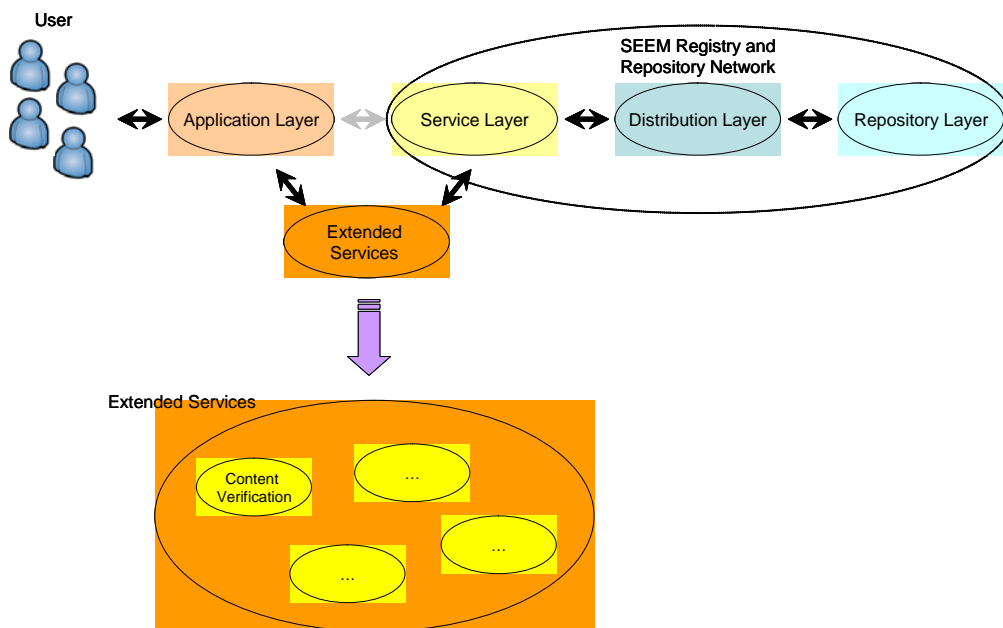 User
SEEM Registry and
Repository Network
Application Layer
Service Layer
Distribution Layer
Repository Layer
Extended
Services
Extended Services
Content
Verification
...
...
...